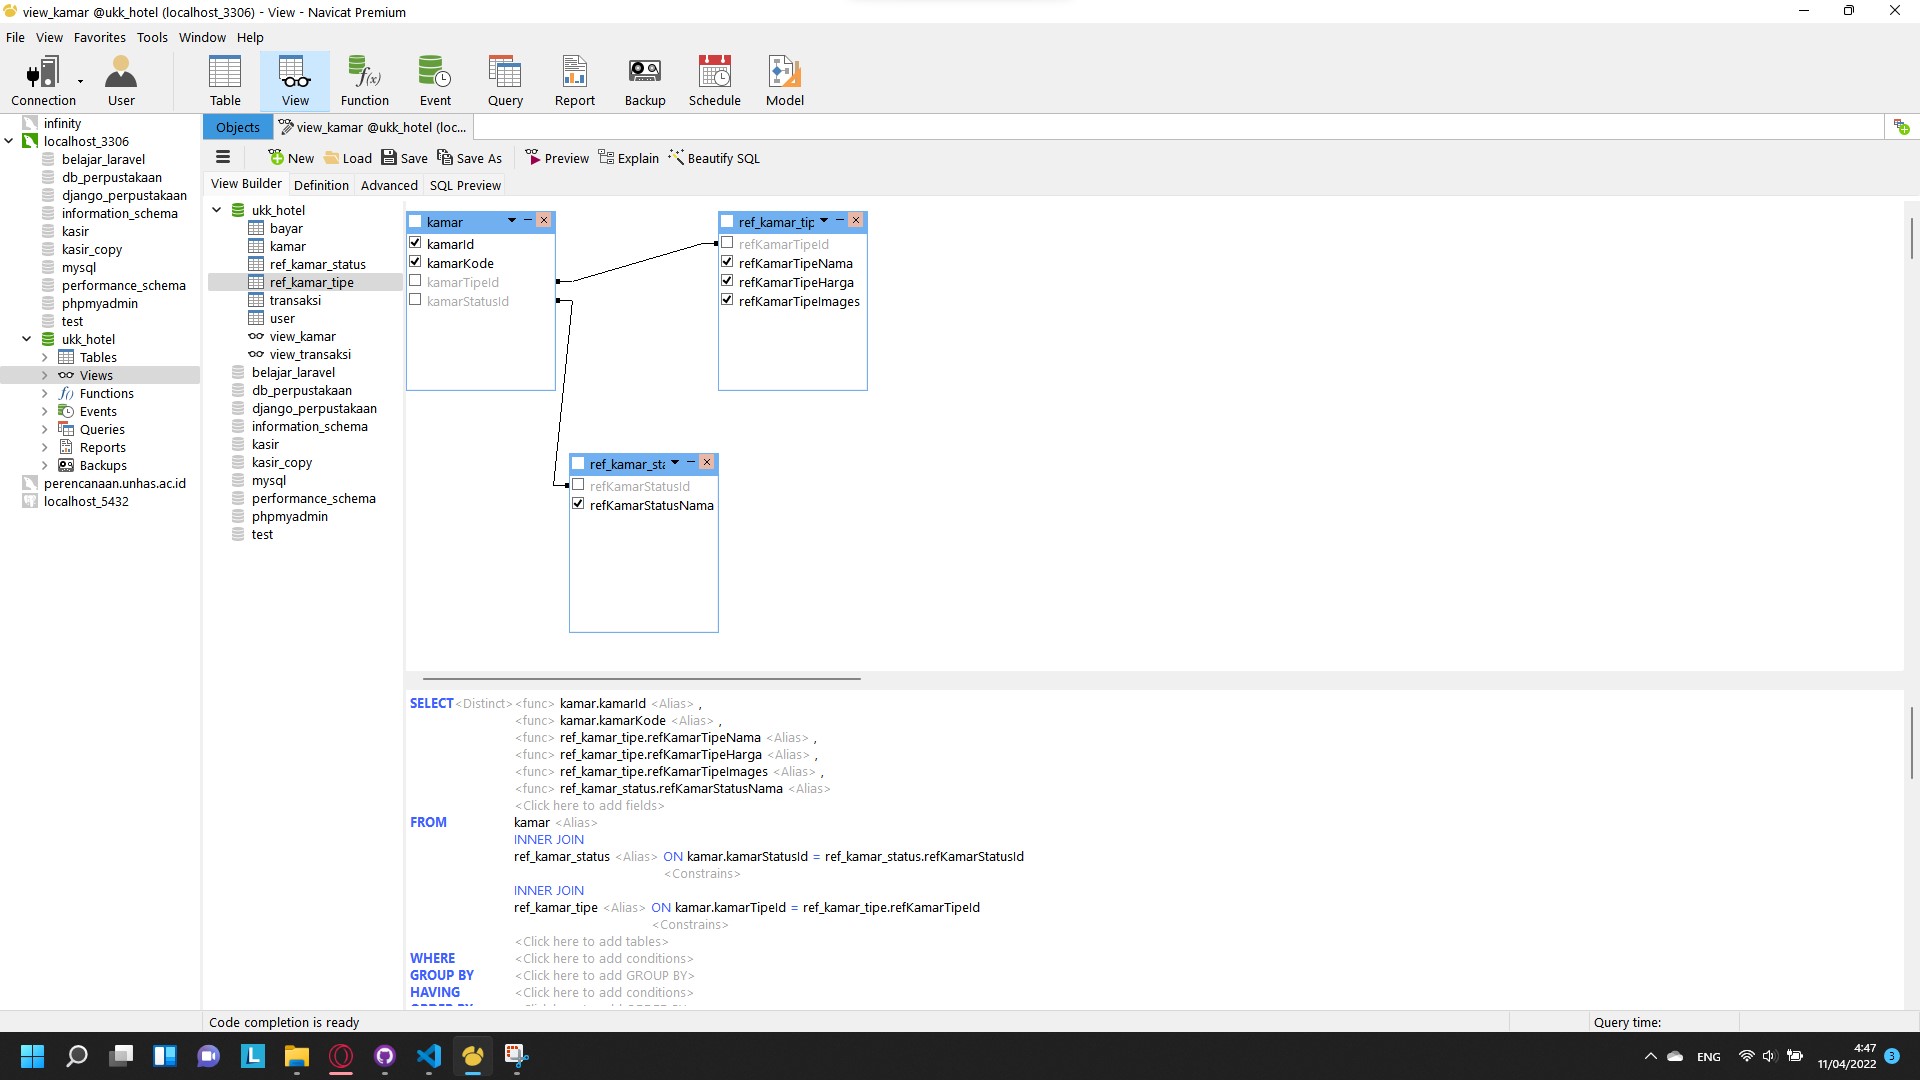 view_kamar @ukk_hotel (localhost_3306) - View - Navicat Premium
File View Favorites Tools Window Help
Connection User Table View Function Event Query Report Backup Schedule Model
infinity
localhost_3306
belajar_laravel
db_perpustakaan
django_perpustakaan
information_schema
kasir
kasir_copy
mysql
performance_schema
phpmyadmin
test
ukk_hotel
Tables
Views
Functions
Events
Queries
Reports
Backups
perencanaan.unhas.ac.id
localhost_5432
Objects view_kamar @ukk_hotel (loc...
New Load Save Save As Preview Explain Beautify SQL
View Builder Definition Advanced SQL Preview
ukk_hotel
bayar
kamar
ref_kamar_status
ref_kamar_tipe
transaksi
user
view_kamar
view_transaksi
belajar_laravel
db_perpustakaan
django_perpustakaan
information_schema
kasir
kasir_copy
mysql
performance_schema
phpmyadmin
test
kamar
kamarId
kamarKode
kamarTipeId
kamarStatusId
ref_kamar_tip
refKamarTipeId
refKamarTipeNama
refKamarTipeHarga
refKamarTipeImages
ref_kamar_sta
refKamarStatusId
refKamarStatusNama
SELECT <Distinct> <func> kamar.kamarId <Alias> ,
<func> kamar.kamarKode <Alias> ,
<func> ref_kamar_tipe.refKamarTipeNama <Alias> ,
<func> ref_kamar_tipe.refKamarTipeHarga <Alias> ,
<func> ref_kamar_tipe.refKamarTipeImages <Alias> ,
<func> ref_kamar_status.refKamarStatusNama <Alias>
<Click here to add fields>
FROM kamar <Alias>
INNER JOIN
ref_kamar_status <Alias> ON kamar.kamarStatusId = ref_kamar_status.refKamarStatusId
<Constrains>
INNER JOIN
ref_kamar_tipe <Alias> ON kamar.kamarTipeId = ref_kamar_tipe.refKamarTipeId
<Constrains>
<Click here to add tables>
WHERE <Click here to add conditions>
GROUP BY <Click here to add GROUP BY>
HAVING <Click here to add conditions>
Code completion is ready Query time:
ENG
4:47
11/04/2022
3